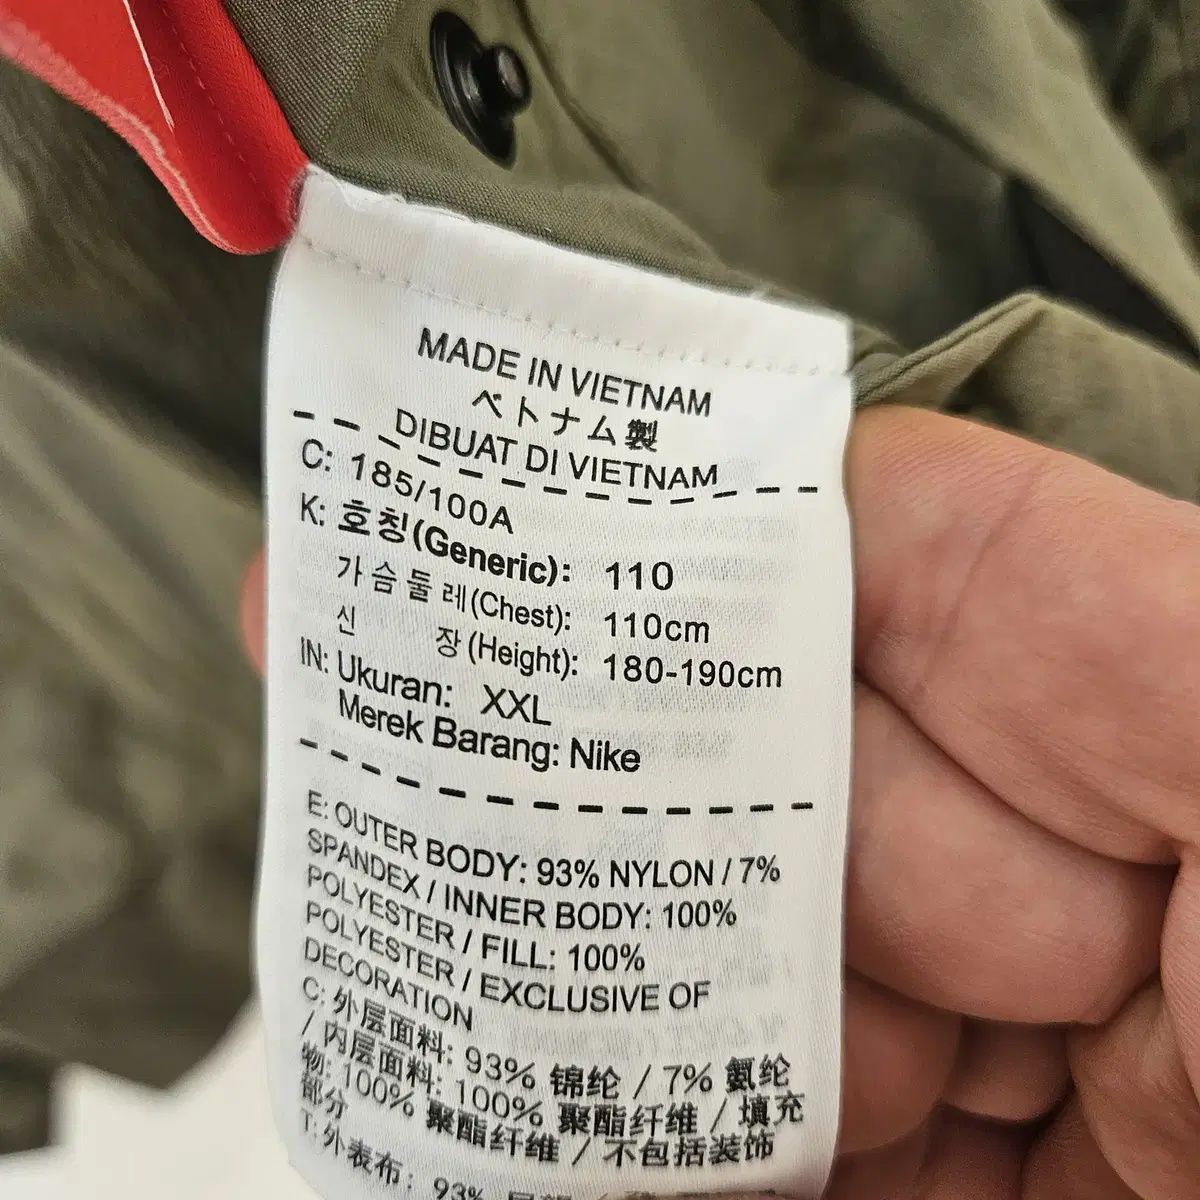 MADE IN VIETNAM
ベトナム製
DIBUAT DI VIETNAM
C: 185/100A
K: 호칭(Generic): 110
가슴둘레(Chest): 110cm
신 장(Height): 180-190cm
IN: Ukuran: XXL
Merek Barang: Nike
E: OUTER BODY: 93% NYLON / 7%
SPANDEX / INNER BODY: 100%
POLYESTER / FILL: 100%
POLYESTER / EXCLUSIVE OF
DECORATION
C: 外层面料: 93% 锦纶 / 7% 氨纶
/ 内层面料: 100% 聚酯纤维 / 填充
物: 100% 聚酯纤维 / 不包括装饰
部分
T: 外表布: 93%